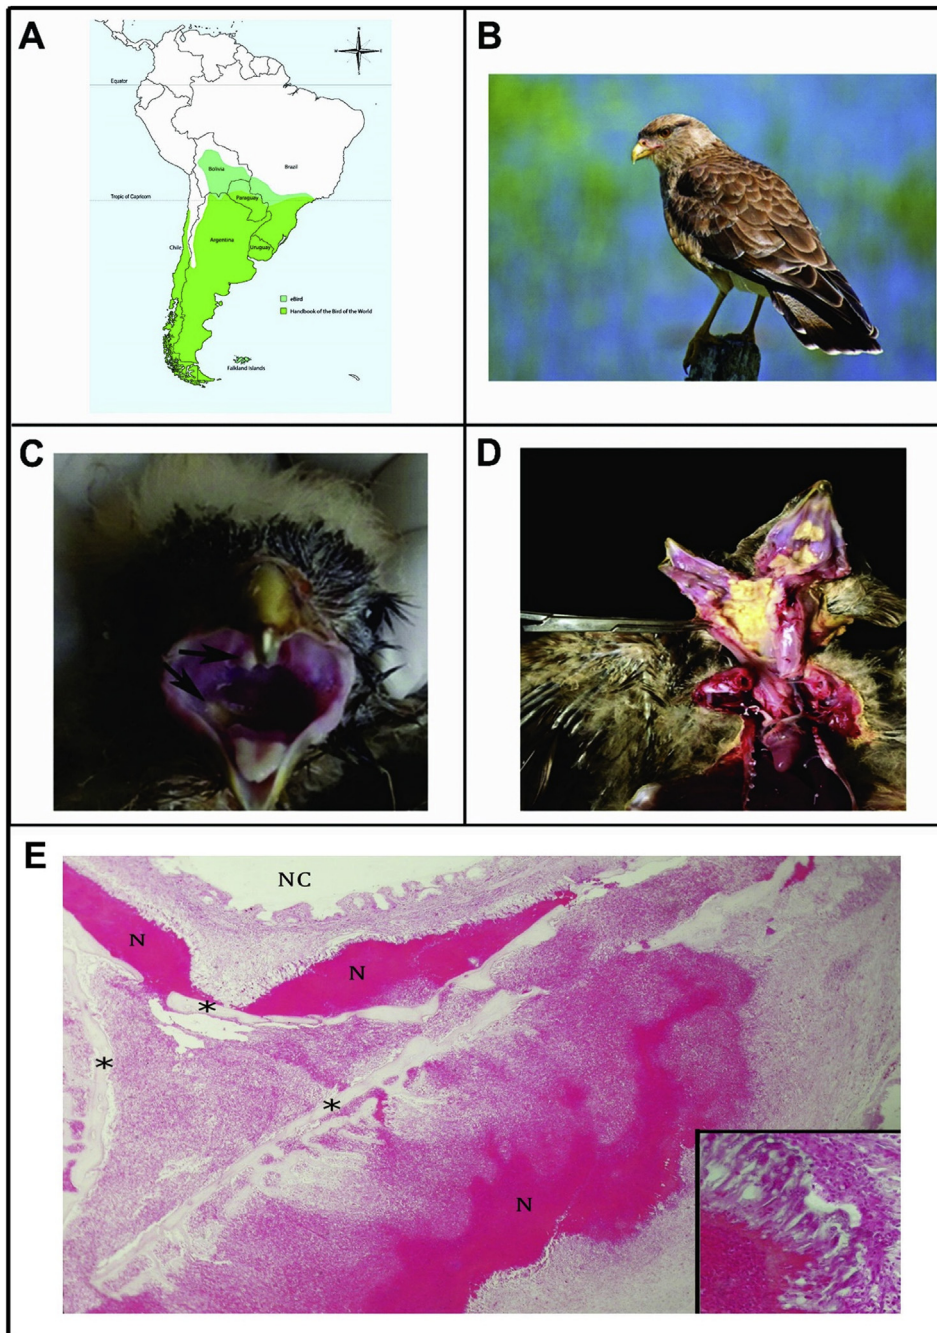 A
N
W
E
S
Equator
Bolivia
Brazil
Tropic of Capricorn
Paraguay
Chile
Argentina
Uruguay
eBird
Handbook of the Bird of the World
Falkland Islands
B
C
D
E
NC
N
N
*
*
*
N